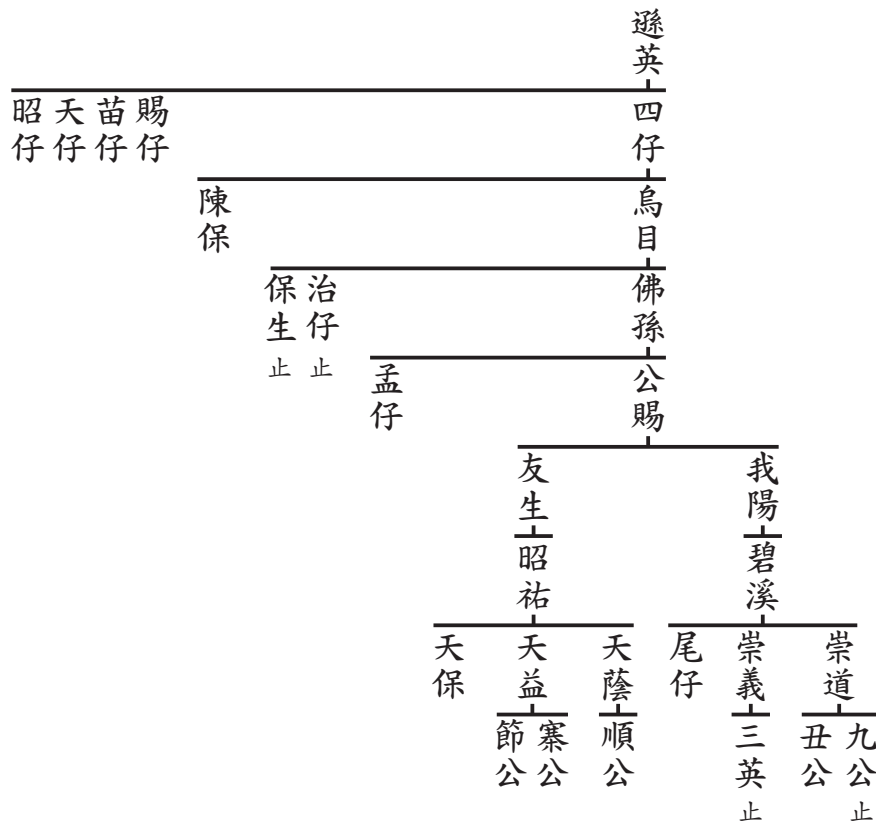 遜英
四仔
賜仔
苗仔
天仔
昭仔
烏目
陳保
佛孫
治仔止
保生止
公賜
孟仔
我陽
友生
碧溪
昭祐
崇道
崇義
尾仔
天蔭
天益
天保
九公止
丑公
三英止
順公
寨公
節公